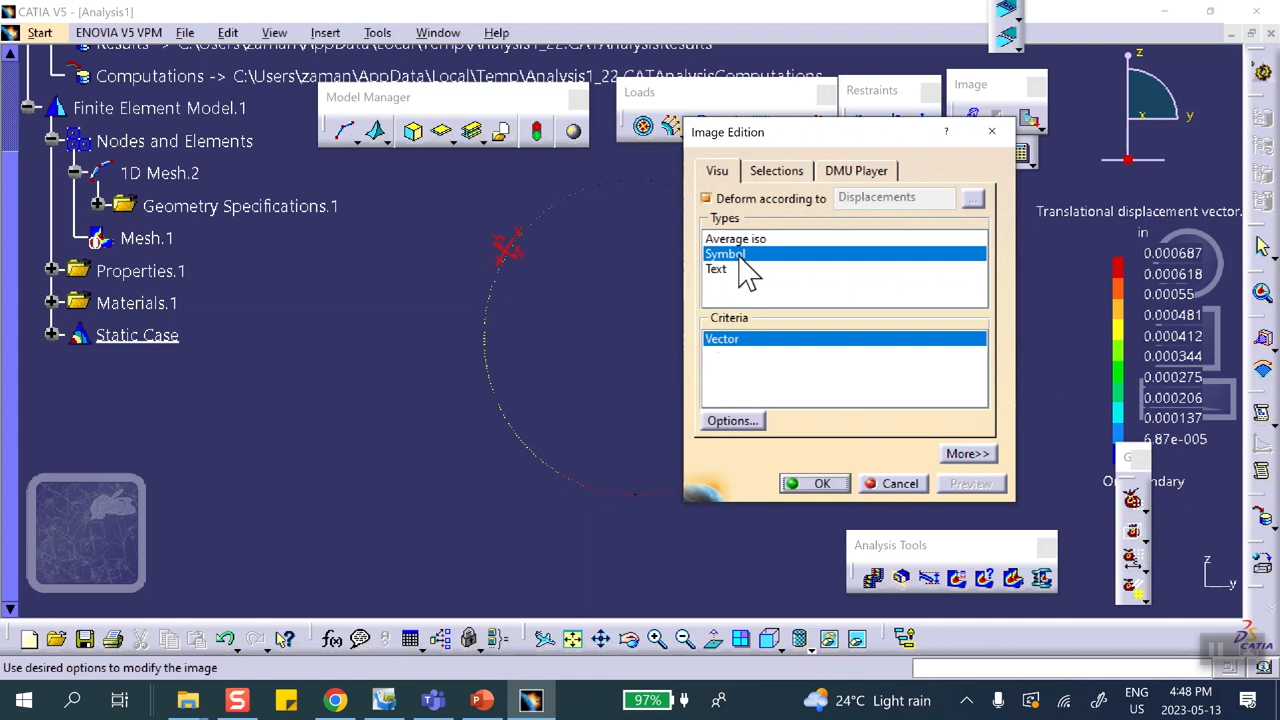 CATIA V5 - [Analysis1]
Start ENOVIA V5 VPM File Edit View Insert Tools Window Help
Computations -> C:\Users\zaman\AppData\Local\Temp\Analysis1_22.CATAnalysisComputations
Finite Element Model.1
Nodes and Elements
1D Mesh.2
Geometry Specifications.1
Mesh.1
Properties.1
Materials.1
Static Case
Model Manager
Loads
Restraints
Image
Image Edition
? 
Visu Selections DMU Player
Deform according to Displacements ...
Types
Average iso
Symbol
Text
Criteria
Vector
Options...
More>>
OK Cancel Preview
z
x y
Translational displacement vector.
in
0.000687
0.000618
0.00055
0.000481
0.000412
0.000344
0.000275
0.000206
0.000137
6.87e-005
Analysis Tools
z
y
f(x)
CATIA
Use desired options to modify the image
97%
24°C Light rain
ENG
US
4:48 PM
2023-05-13